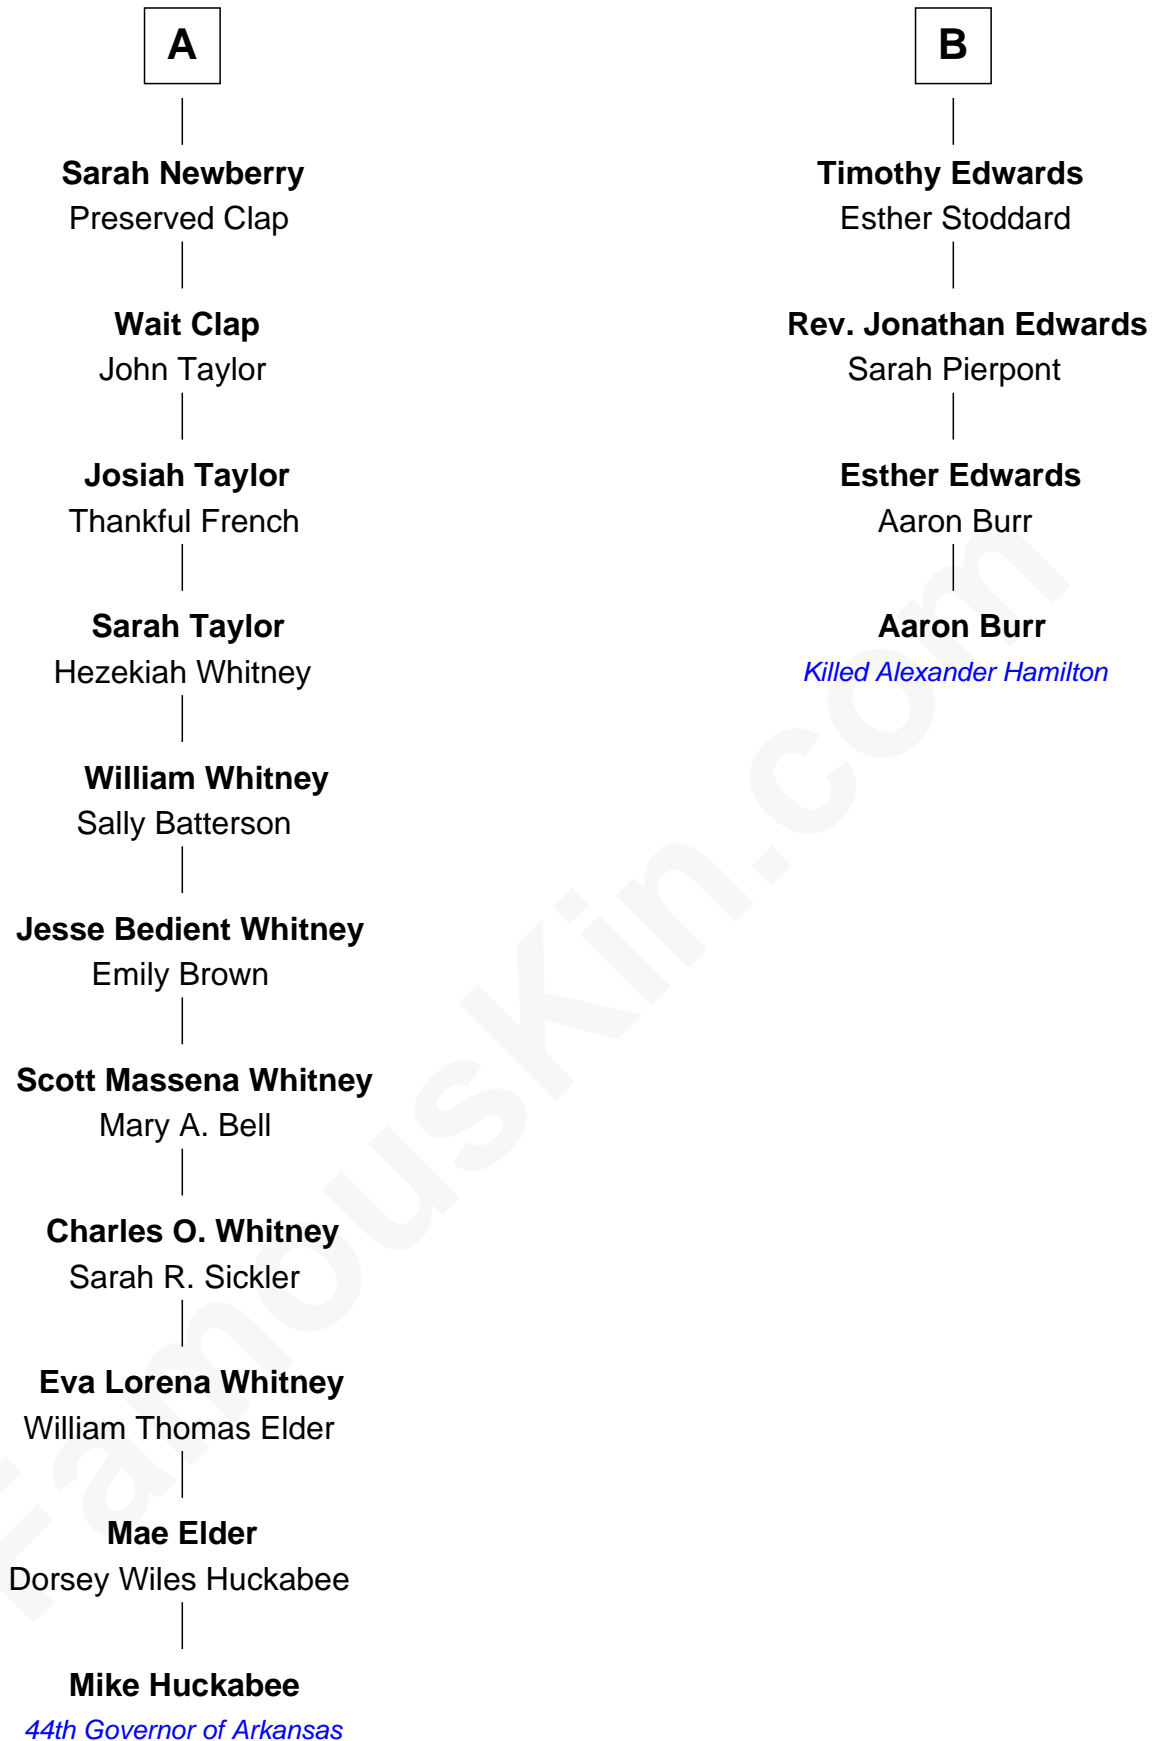 A
Sarah Newberry
Preserved Clap
Wait Clap
John Taylor
Josiah Taylor
Thankful French
Sarah Taylor
Hezekiah Whitney
William Whitney
Sally Batterson
Jesse Bedient Whitney
Emily Brown
Scott Massena Whitney
Mary A. Bell
Charles O. Whitney
Sarah R. Sickler
Eva Lorena Whitney
William Thomas Elder
Mae Elder
Dorsey Wiles Huckabee
Mike Huckabee
44th Governor of Arkansas
B
Timothy Edwards
Esther Stoddard
Rev. Jonathan Edwards
Sarah Pierpont
Esther Edwards
Aaron Burr
Aaron Burr
Killed Alexander Hamilton
FamousKin.com